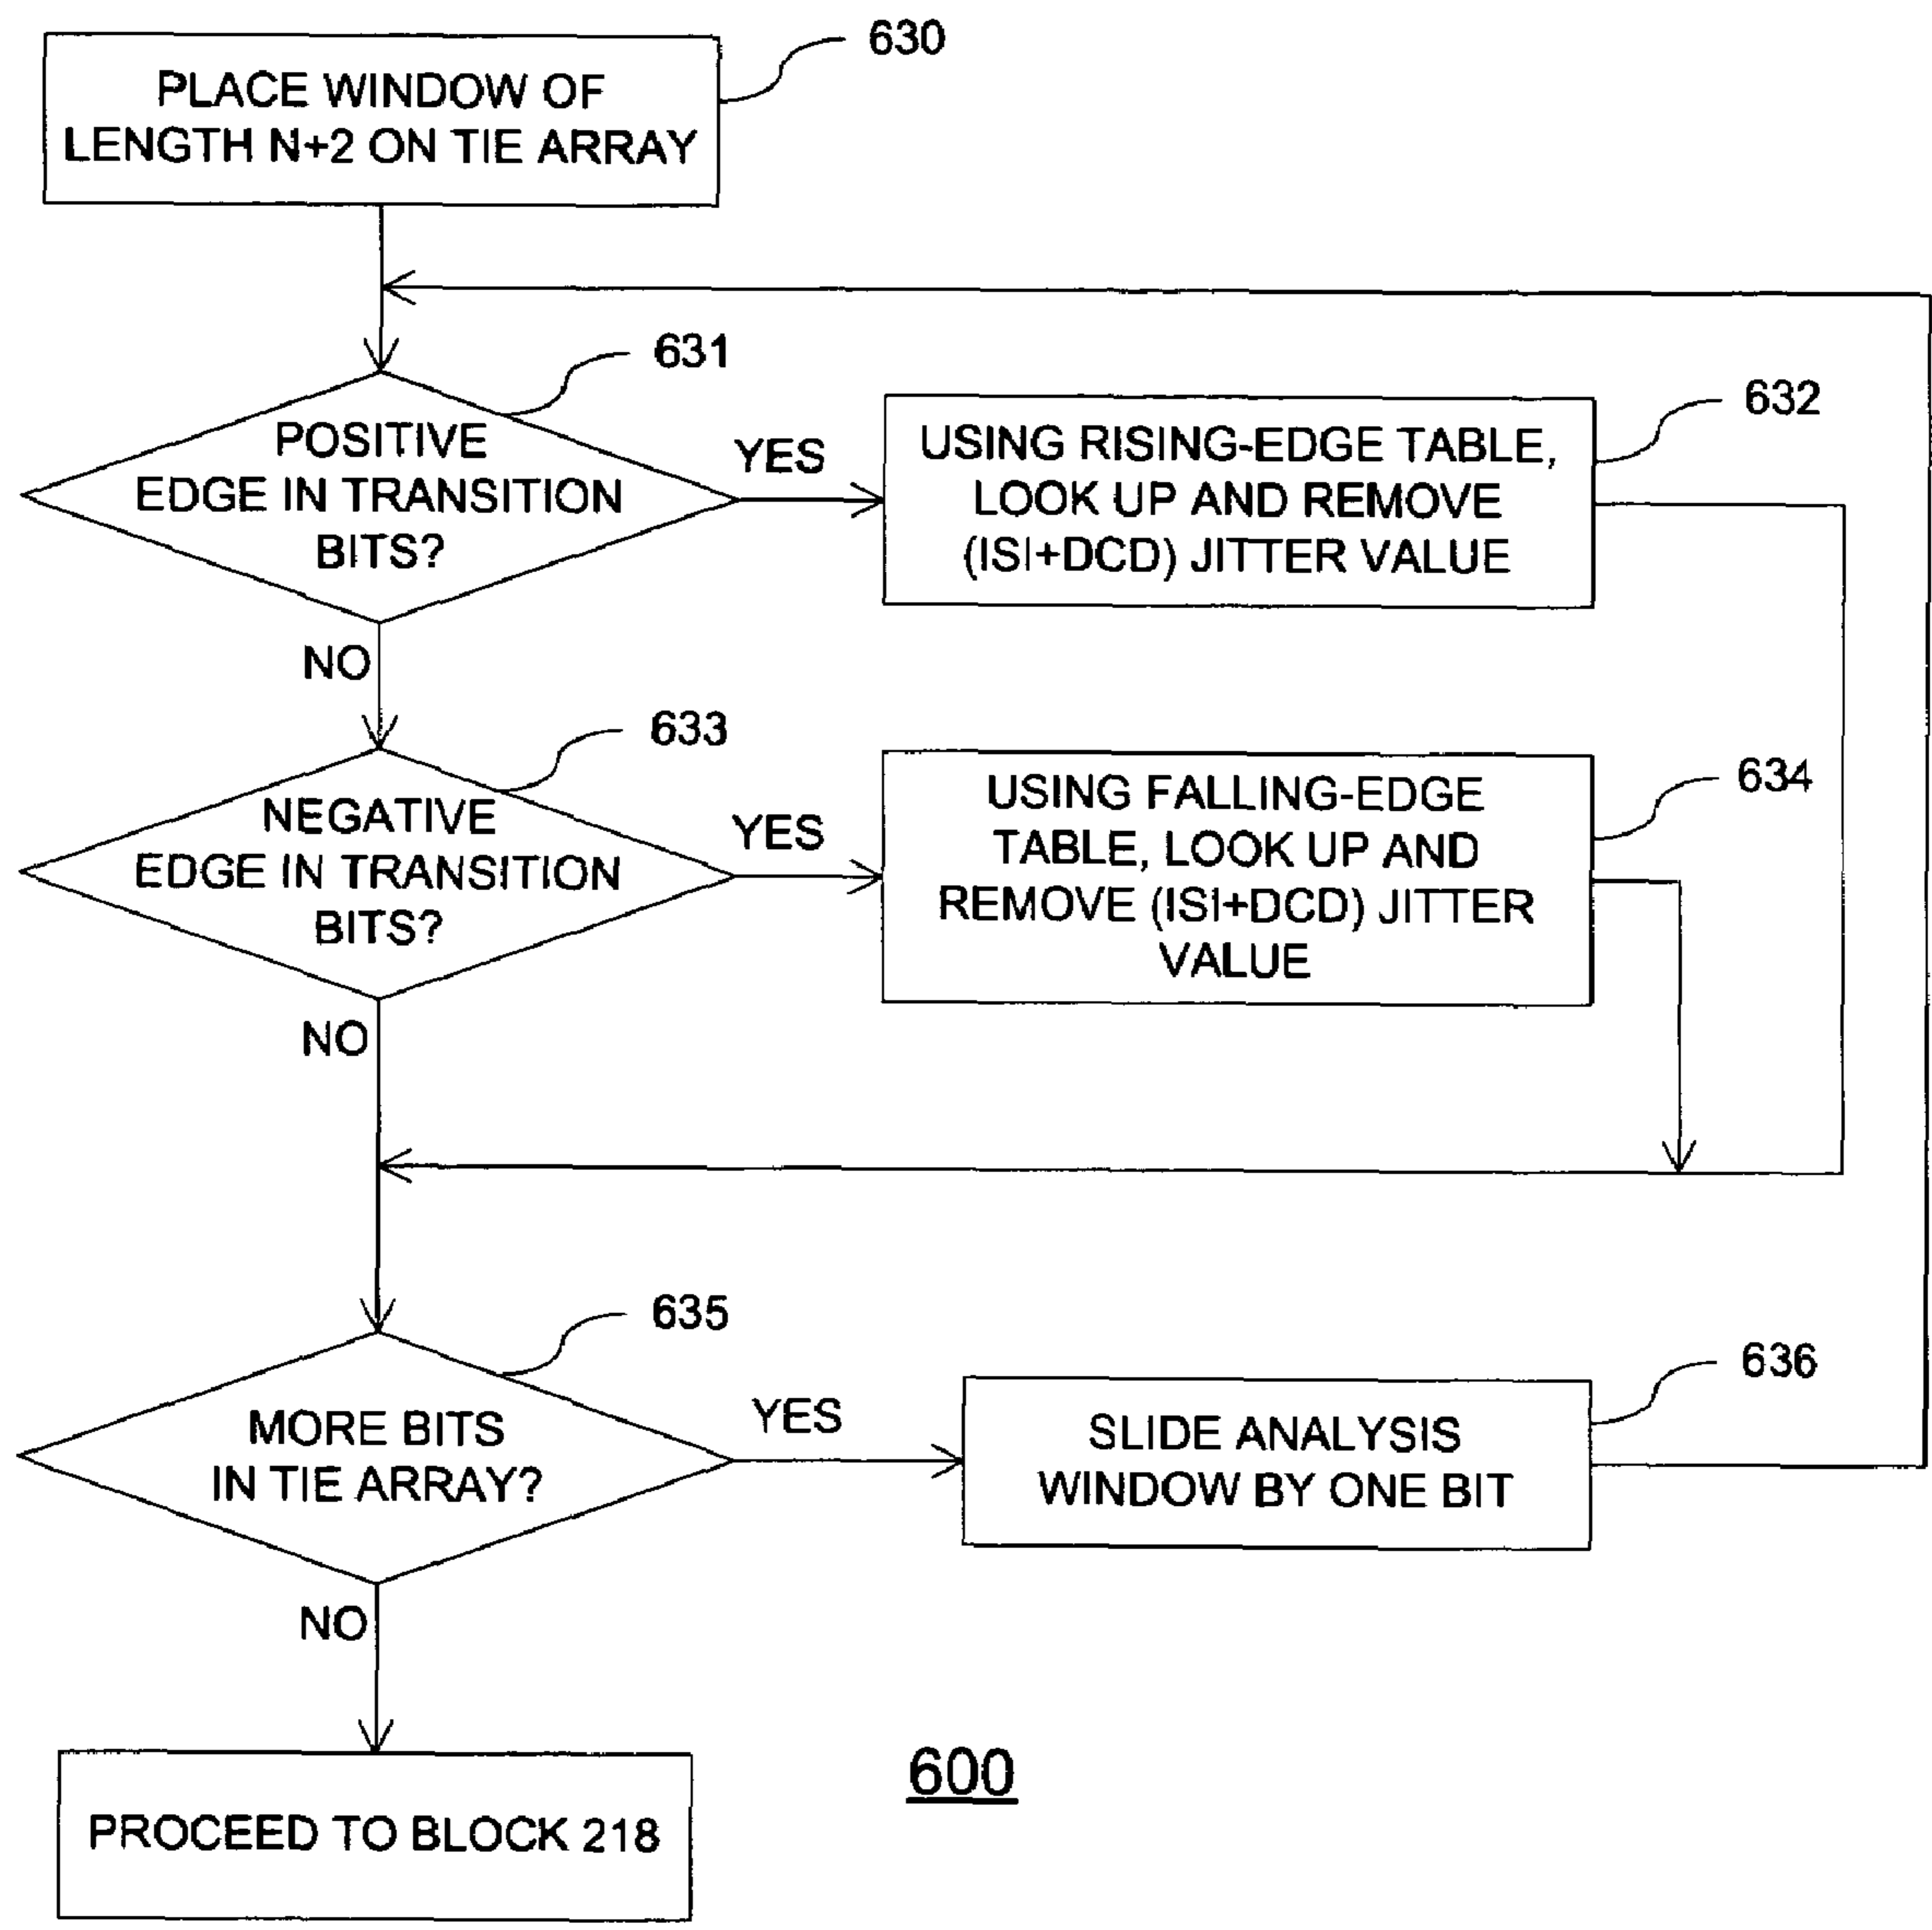 630
PLACE WINDOW OF
LENGTH N+2 ON TIE ARRAY
631
POSITIVE
EDGE IN TRANSITION
BITS?
YES
632
USING RISING-EDGE TABLE,
LOOK UP AND REMOVE
(ISI+DCD) JITTER VALUE
NO
633
NEGATIVE
EDGE IN TRANSITION
BITS?
YES
634
USING FALLING-EDGE
TABLE, LOOK UP AND
REMOVE (ISI+DCD) JITTER
VALUE
NO
635
MORE BITS
IN TIE ARRAY?
YES
636
SLIDE ANALYSIS
WINDOW BY ONE BIT
NO
PROCEED TO BLOCK 218
600